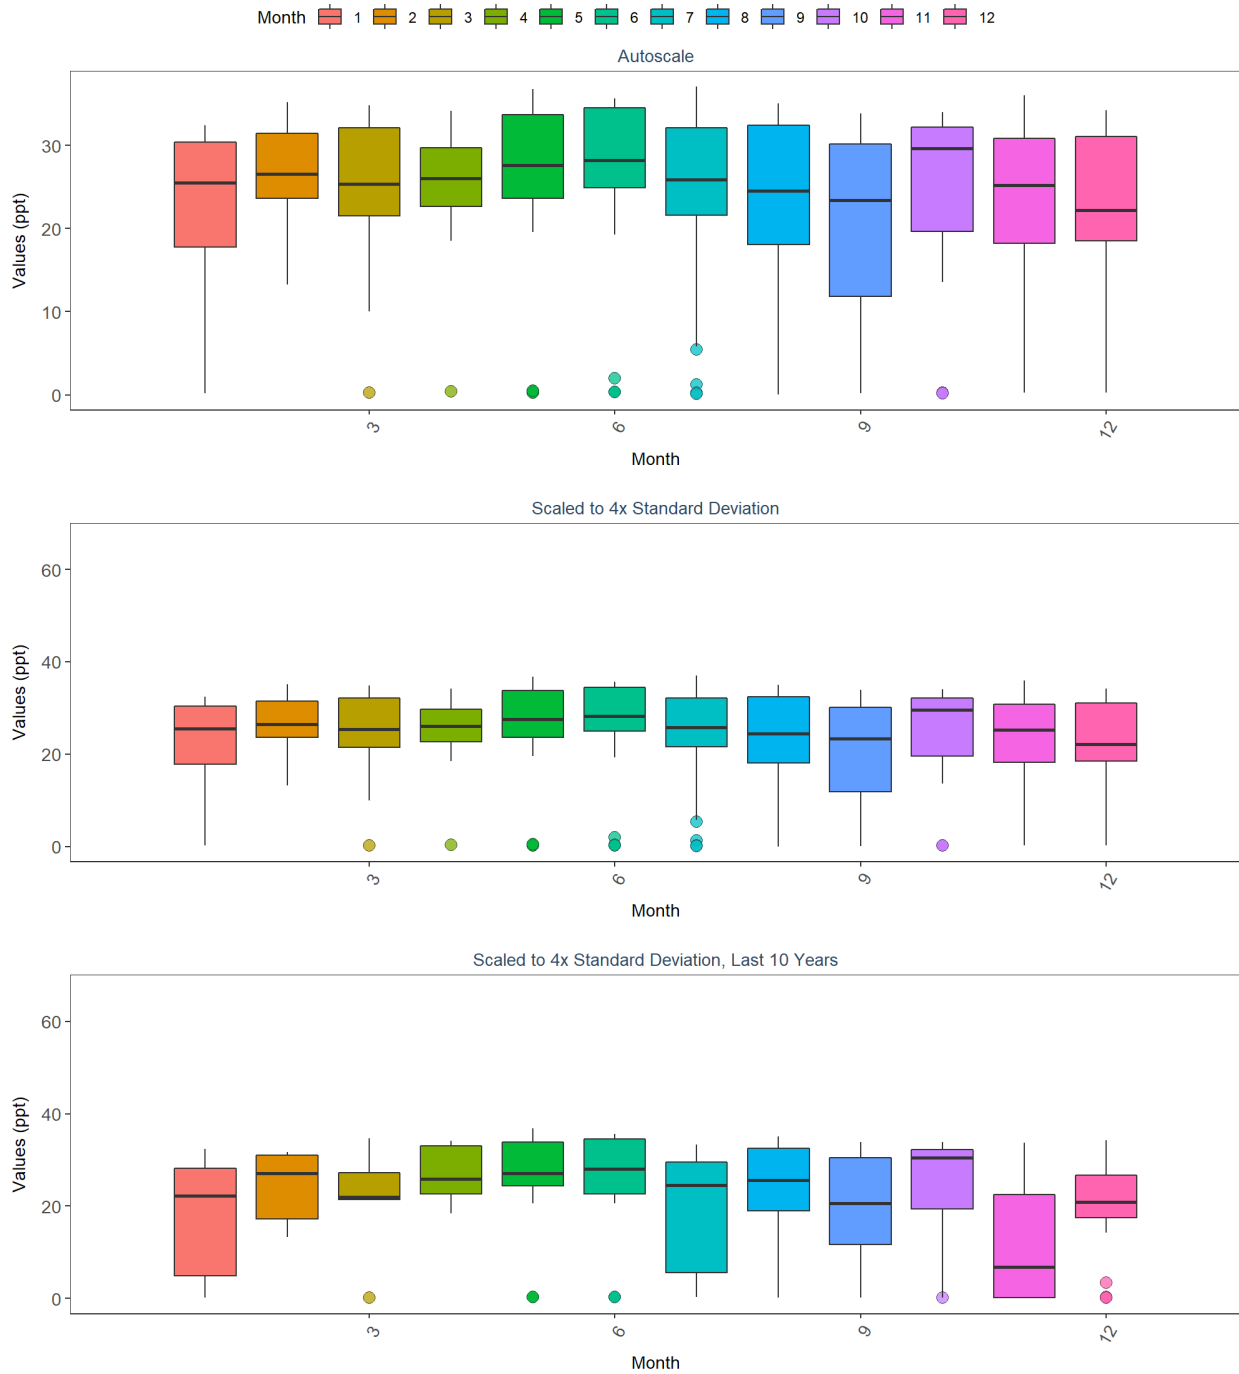 Month 1 2 3 4 5 6 7 8 9 10 11 12
Autoscale
Values (ppt)
30
20
10
0
3 6 9 12
Month
Scaled to 4x Standard Deviation
Values (ppt)
60
40
20
0
3 6 9 12
Month
Scaled to 4x Standard Deviation, Last 10 Years
Values (ppt)
60
40
20
0
3 6 9 12
Month